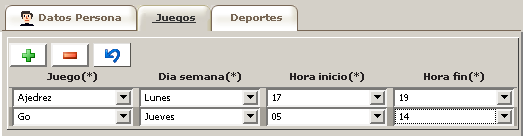 Datos Persona Juegos Deportes
Juego(*) Dia semana(*) Hora inicio(*) Hora fin(*)
Ajedrez Lunes 17 19
Go Jueves 05 14